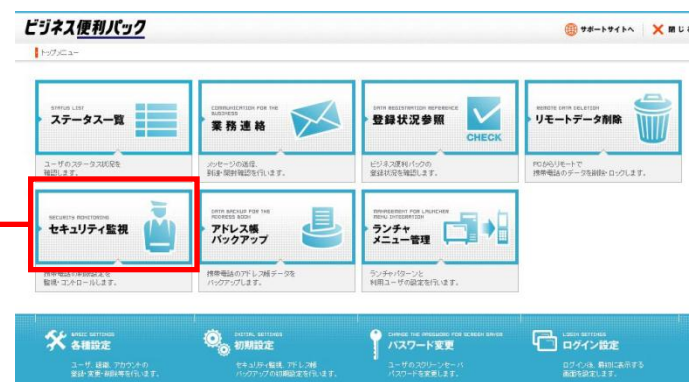 ビジネス便利パック
サポートサイトへ
トップメニュー
STATUS LIST
ステータス一覧
ユーザのステータス状況を
確認します。
COMMUNICATION FOR THE
BUSINESS
業務連絡
メッセージの送信、
到達・開封確認を行います。
DATA REGISTRATION REFERENCE
登録状況参照
CHECK
ビジネス便利パックの
登録状況を確認します。
REMOTE DATA DELETION
リモートデータ削除
PCからリモートで
携帯電話のデータを削除・ロックします。
SECURITY MONITORING
セキュリティ監視
監視・コントロールします。
DATA BACKUP FOR THE
ADDRESS BOOK
アドレス帳
バックアップ
携帯電話のアドレス帳データを
バックアップします。
MANAGEMENT FOR LAUNCHER
MENU INTEGRATION
ランチャ
メニュー管理
ランチャパターンと
利用ユーザの設定を行います。
BASIC SETTINGS
各種設定
ユーザ、組織、アカウントの
登録・変更・削除等を行います。
INITIAL SETTINGS
初期設定
セキュリティ監視、アドレス帳
バックアップの初期設定を行います。
CHANGE THE PASSWORD FOR SCREEN SAVER
パスワード変更
ユーザのスクリーンセーバ
パスワードを変更します。
LOGIN SETTINGS
ログイン設定
ログイン後、最初に表示する
画面を設定します。